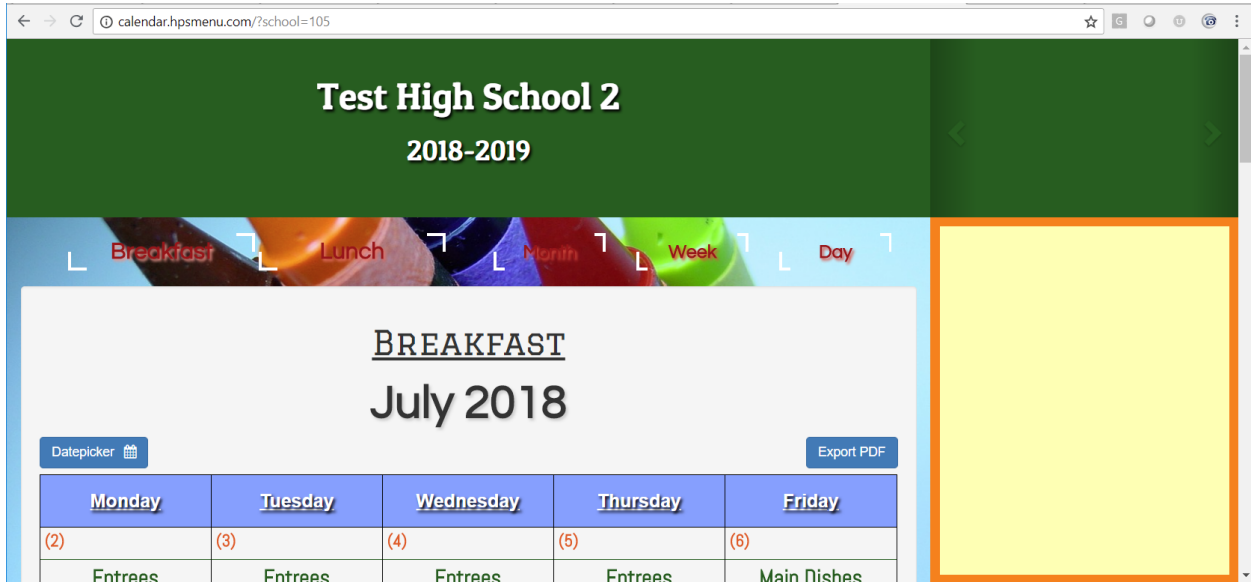 calendar.hpsmenu.com/?school=105
Test High School 2
2018-2019
Breakfast Lunch Month Week Day
BREAKFAST
July 2018
Datepicker Export PDF
Monday Tuesday Wednesday Thursday Friday
(2) (3) (4) (5) (6)
Entrees Entrees Entrees Entrees Main Dishes